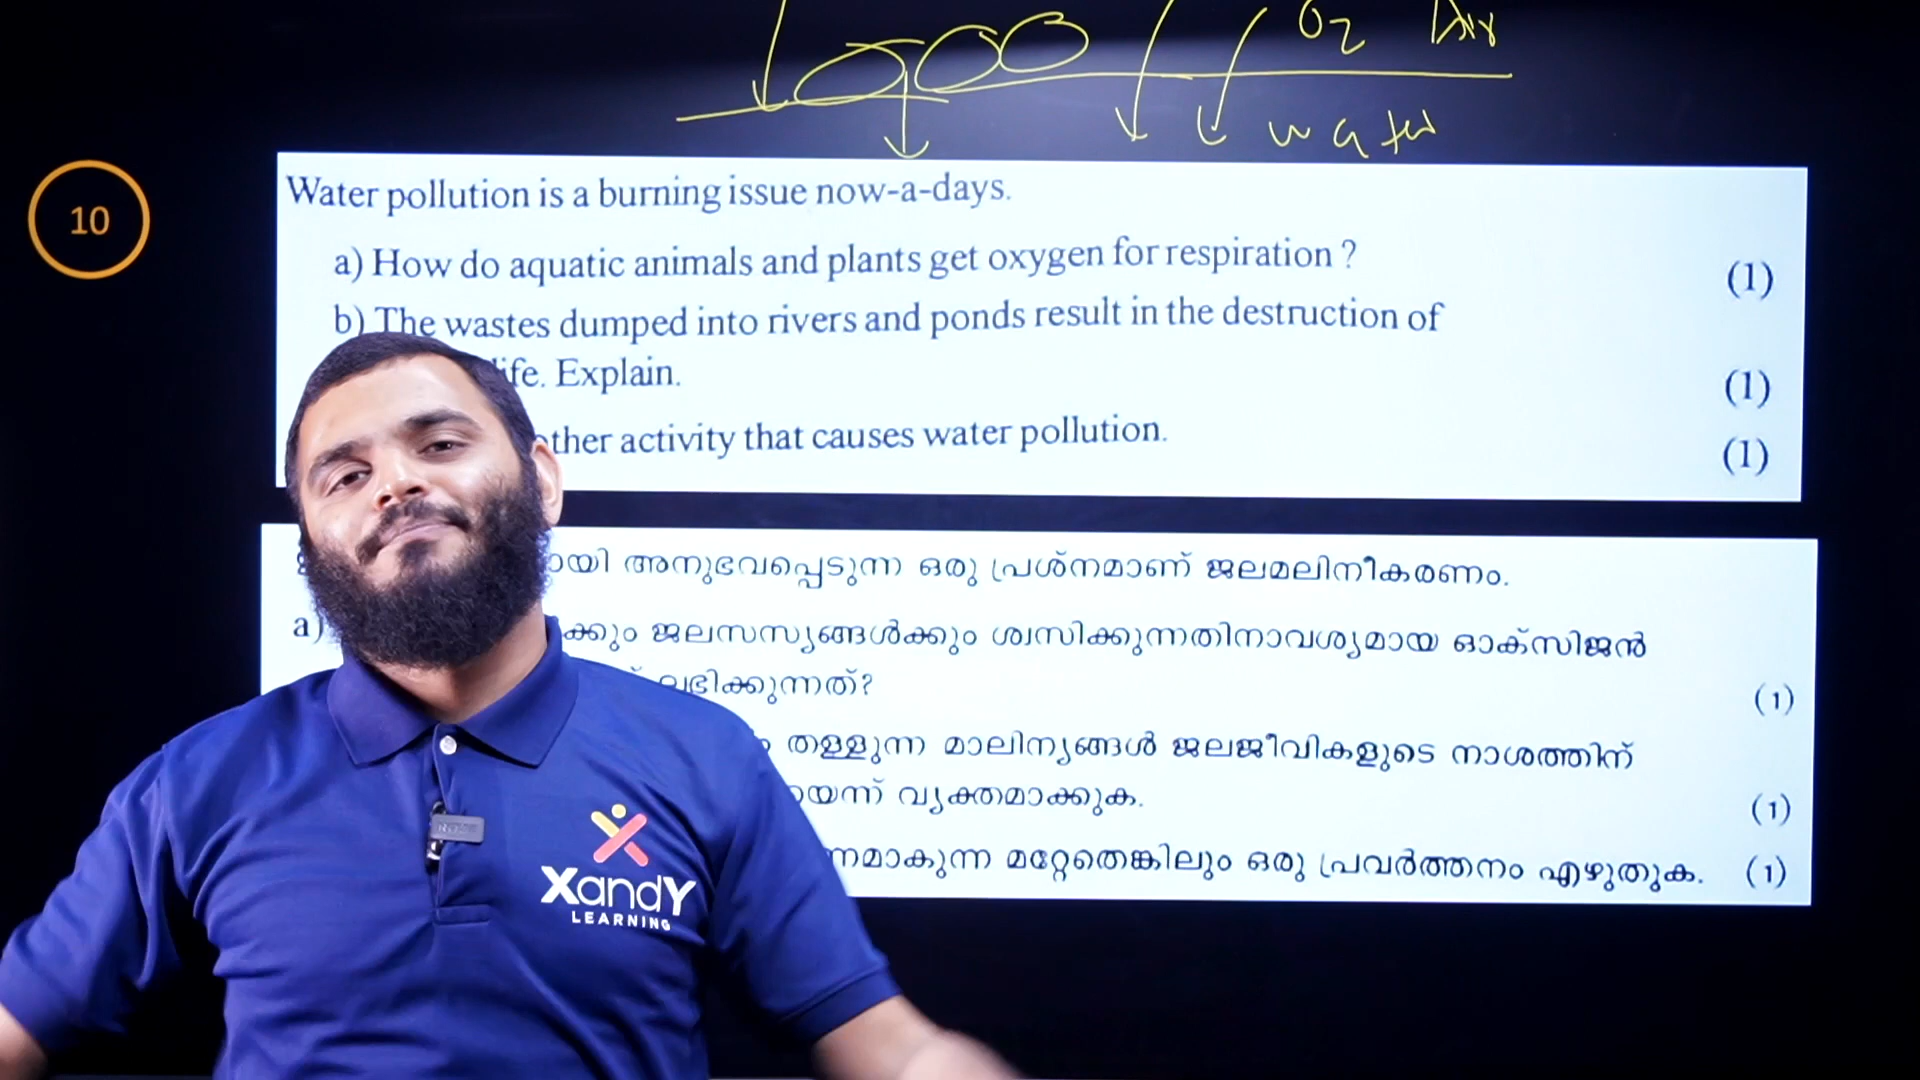 O2 Air
water
10
Water pollution is a burning issue now-a-days.
a) How do aquatic animals and plants get oxygen for respiration ?
(1)
b) The wastes dumped into rivers and ponds result in the destruction of
life. Explain.
(1)
other activity that causes water pollution.
(1)
അനുഭവപ്പെടുന്ന ഒരു പ്രശ്നമാണ് ജലമലിനീകരണം.
a) ജലസസ്യങ്ങൾക്കും ശ്വസിക്കുന്നതിനാവശ്യമായ ഓക്സിജൻ
ലഭിക്കുന്നത്?
(1)
തള്ളുന്ന മാലിന്യങ്ങൾ ജലജീവികളുടെ നാശത്തിന്
വ്യക്തമാക്കുക.
(1)
മറ്റേതെങ്കിലും ഒരു പ്രവർത്തനം എഴുതുക. (1)
XandY
LEARNING